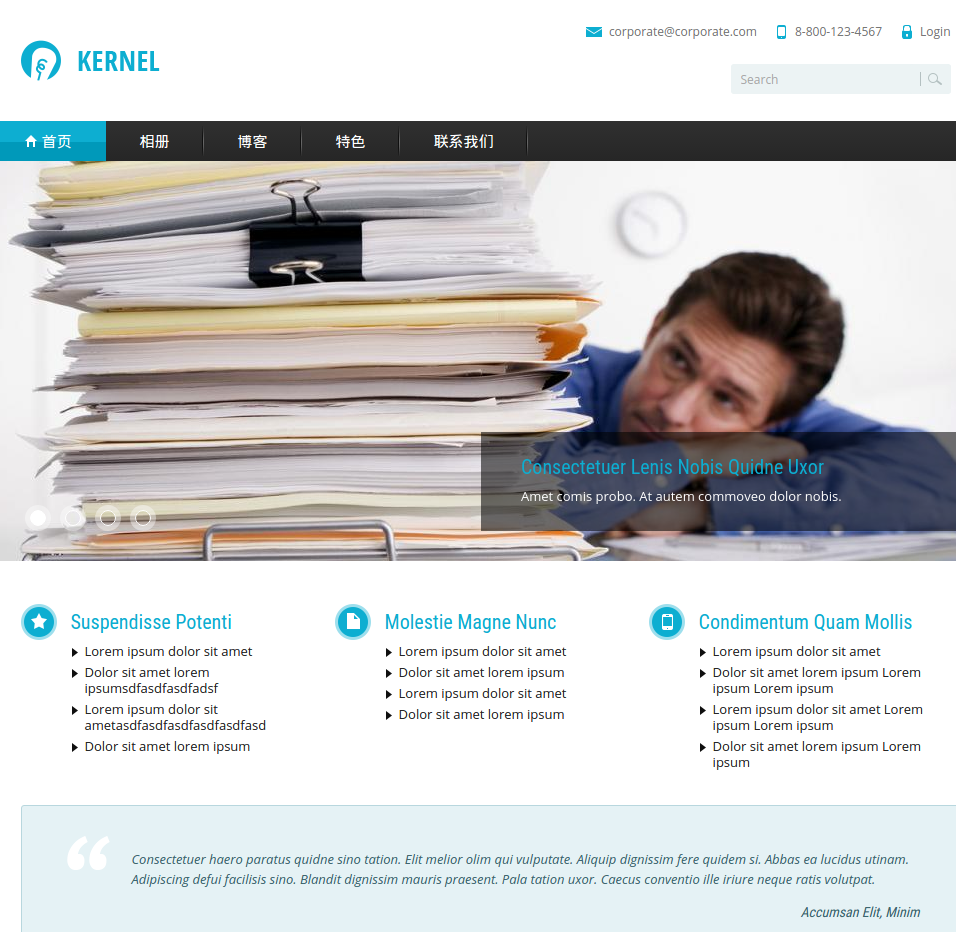 corporate@corporate.com 8-800-123-4567 Login
KERNEL
Search
首页 相册 博客 特色 联系我们
Consectetuer Lenis Nobis Quidne Uxor
Amet comis probo. At autem commoveo dolor nobis.
Suspendisse Potenti
Lorem ipsum dolor sit amet
Dolor sit amet lorem
ipsumsdfasdfasdfadsf
Lorem ipsum dolor sit
ametasdfasdfasdfasdfasdfasd
Dolor sit amet lorem ipsum
Molestie Magne Nunc
Lorem ipsum dolor sit amet
Dolor sit amet lorem ipsum
Lorem ipsum dolor sit amet
Dolor sit amet lorem ipsum
Condimentum Quam Mollis
Lorem ipsum dolor sit amet
Dolor sit amet lorem ipsum Lorem
ipsum Lorem ipsum
Lorem ipsum dolor sit amet Lorem
ipsum Lorem ipsum
Dolor sit amet lorem ipsum Lorem
ipsum
Consectetuer haero paratus quidne sino tation. Elit melior olim qui vulputate. Aliquip dignissim fere quidem si. Abbas ea lucidus utinam.
Adipiscing defui facilisis sino. Blandit dignissim mauris praesent. Pala tation uxor. Caecus conventio ille iriure neque ratis volutpat.
Accumsan Elit, Minim